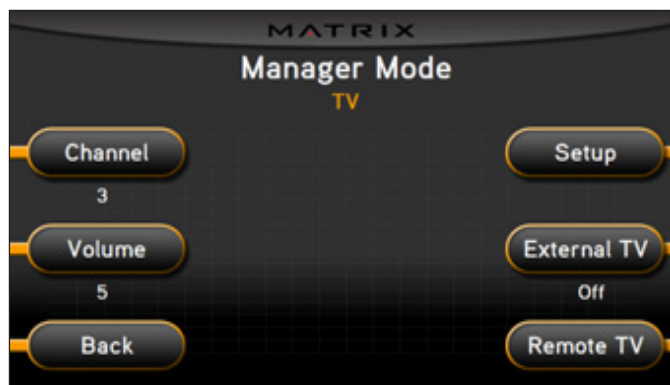 MATRIX
Manager Mode
TV
Channel
3
Volume
5
Back
Setup
External TV
Off
Remote TV